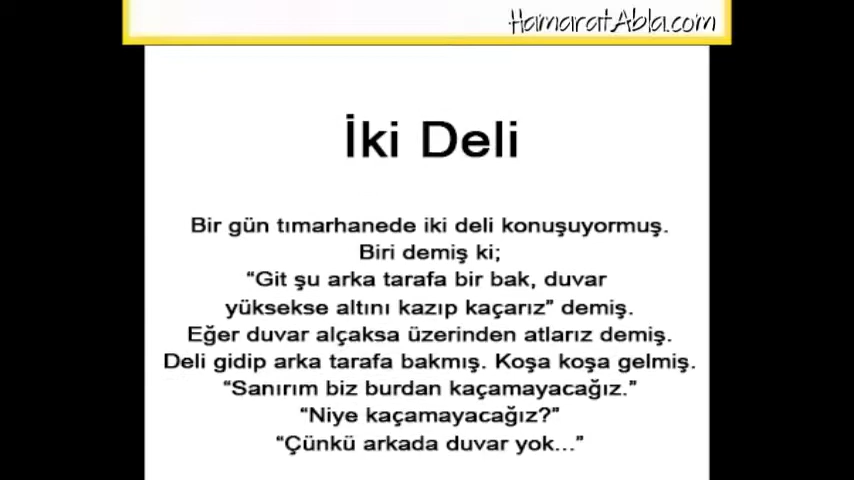 HamaratAbla.com
İki Deli
Bir gün tımarhanede iki deli konuşuyormuş.
Biri demiş ki;
“Git şu arka tarafa bir bak, duvar
yüksekse altını kazıp kaçarız” demiş.
Eğer duvar alçaksa üzerinden atlarız demiş.
Deli gidip arka tarafa bakmış. Koşa koşa gelmiş.
“Sanırım biz burdan kaçamayacağız.”
“Niye kaçamayacağız?”
“Çünkü arkada duvar yok...”